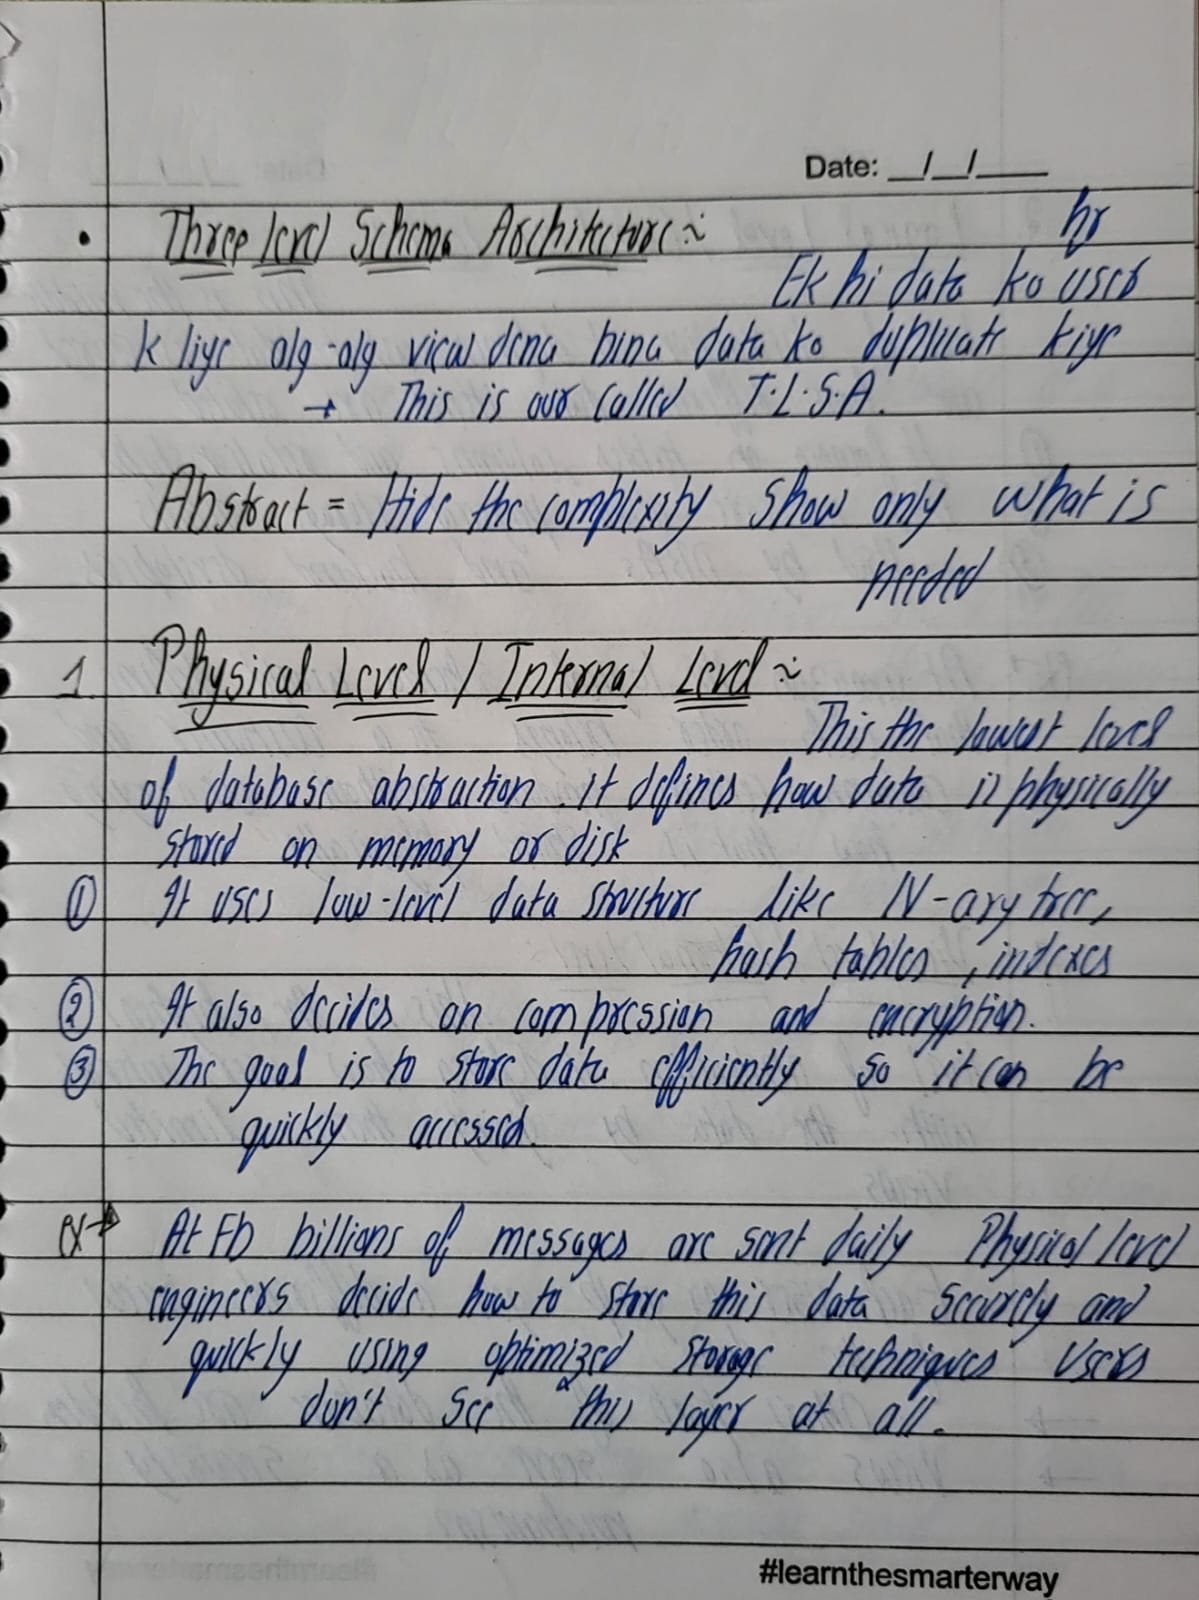 Date: __/__/____
• Three level Schema Architecture :-
hr
Ek hi data ko user
k liye alg-alg view dena bina data ko duplicate kiye
→ This is our called T.L.S.A.
Abstract = Hide the complexity show only what is
needed
1. Physical Level / Internal Level :-
This the lowest level
of database abstraction. it defines how data is physically
stored on memory or disk
① It uses low-level data structure like N-ary tree,
hash tables, indexes
② It also decides on compression and encryption.
③ The goal is to store data efficiently so it can be
quickly accessed.
ex→ At Fb billions of messages are sent daily Physical level
engineers decide how to store this data securely and
quickly using optimized storage techniques users
don't see this layer at all.
#learnthesmarterway